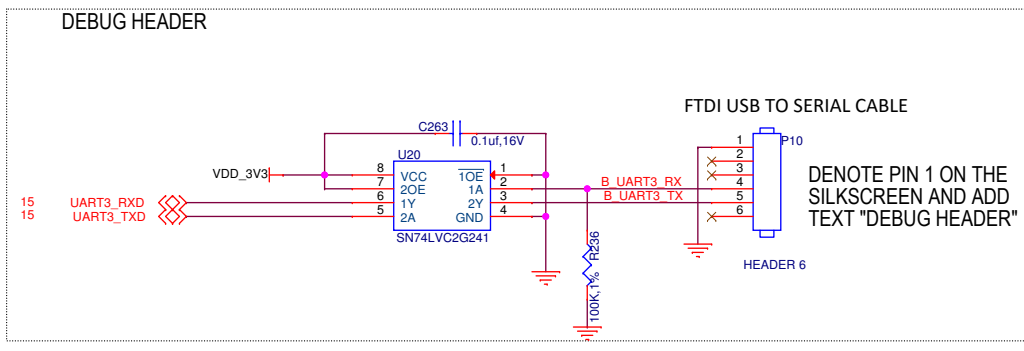 DEBUG HEADER
FTDI USB TO SERIAL CABLE
C263
0.1uf,16V
1
P10
U20
2
VDD_3V3
8
VCC
1OE
1
3
DENOTE PIN 1 ON THE
7
2OE
1A
2
B_UART3_RX
4
SILKSCREEN AND ADD
15
UART3_RXD
6
1Y
2Y
3
B_UART3_TX
5
TEXT "DEBUG HEADER"
15
UART3_TXD
5
2A
GND
4
6
SN74LVC2G241
R236
100K,1%
HEADER 6